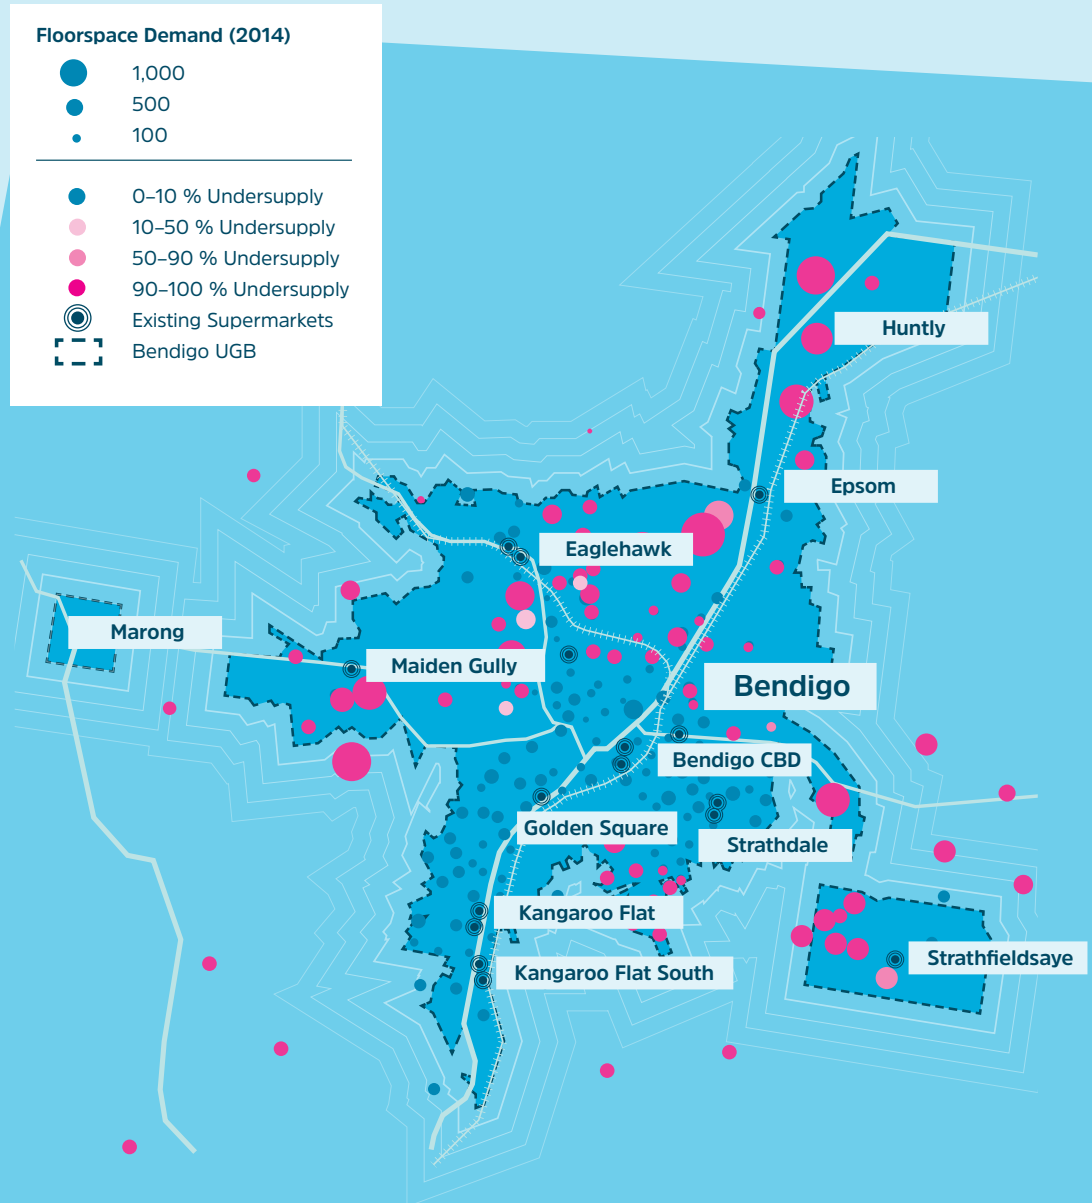 Floorspace Demand (2014)
1,000
500
100
0–10 % Undersupply
10–50 % Undersupply
50–90 % Undersupply
90–100 % Undersupply
Existing Supermarkets
Bendigo UGB
Huntly
Epsom
Eaglehawk
Marong
Maiden Gully
Bendigo
Bendigo CBD
Golden Square
Strathdale
Kangaroo Flat
Strathfieldsaye
Kangaroo Flat South